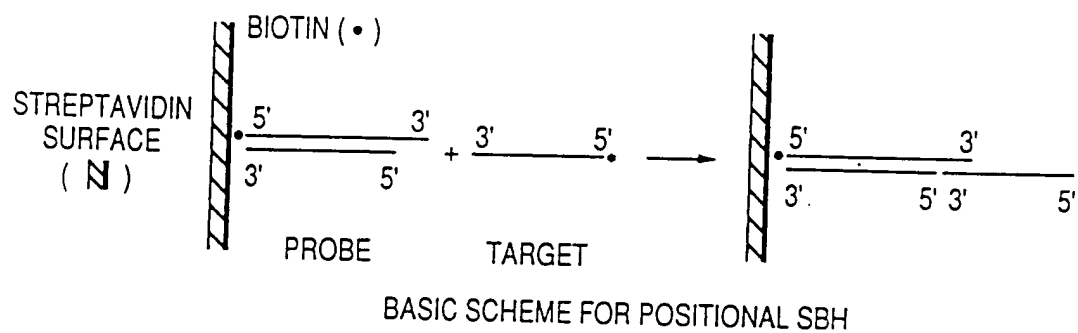 BIOTIN ( • )
STREPTAVIDIN
SURFACE
( )
5' 3'
3' 5'
+
3' 5'
5' 3'
3' 5' 3' 5'
PROBE TARGET
BASIC SCHEME FOR POSITIONAL SBH